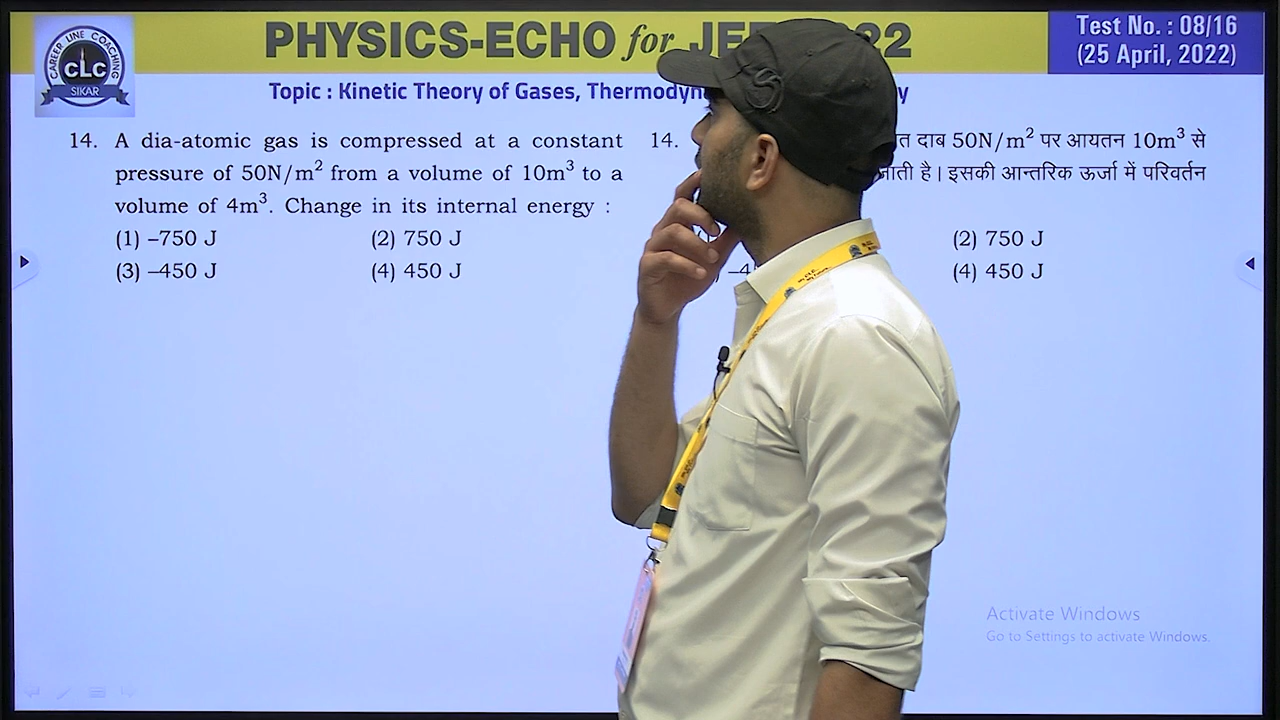 PHYSICS-ECHO for
Test No. : 08/16
(25 April, 2022)
CAREER LINE COACHING
CLC
SIKAR
Topic : Kinetic Theory of Gases,
14. A dia-atomic gas is compressed at a constant
pressure of 50N/m² from a volume of 10m³ to a
volume of 4m³. Change in its internal energy :
(1) –750 J (2) 750 J
(3) –450 J (4) 450 J
14. दाब 50N/m² पर आयतन 10m³ से
है। इसकी आन्तरिक ऊर्जा में परिवर्तन
(2) 750 J
(4) 450 J
Activate Windows
Go to Settings to activate Windows.